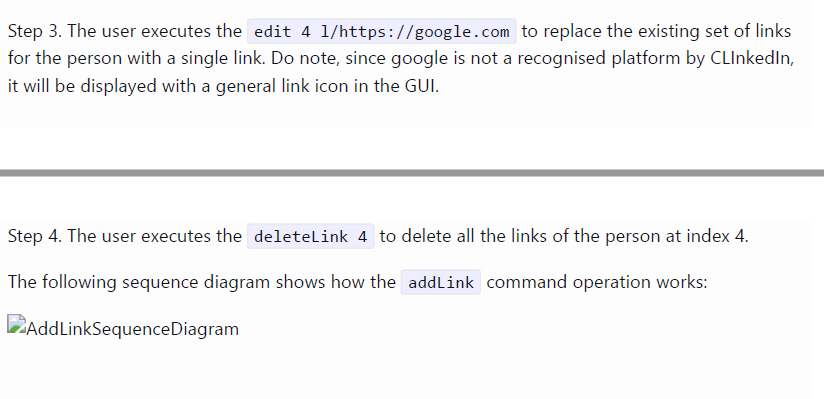 Step 3. The user executes the edit 4 l/https://google.com to replace the existing set of links
for the person with a single link. Do note, since google is not a recognised platform by CLInkedIn,
it will be displayed with a general link icon in the GUI.
Step 4. The user executes the deleteLink 4 to delete all the links of the person at index 4.
The following sequence diagram shows how the addLink command operation works:
AddLinkSequenceDiagram